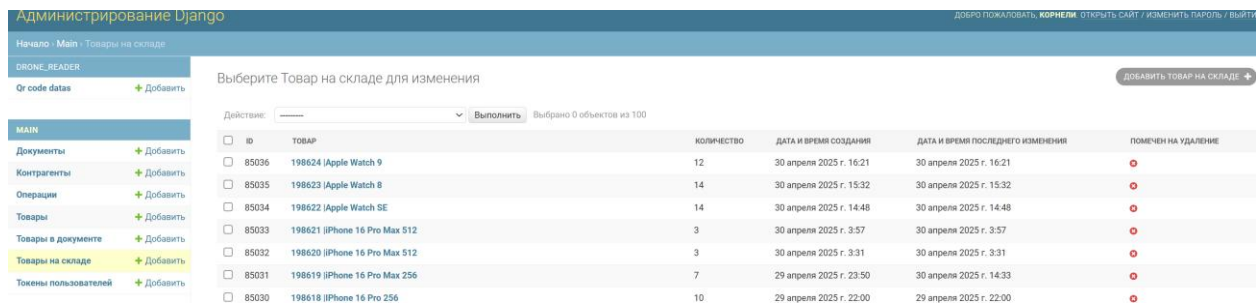 Администрирование Django
ДОБРО ПОЖАЛОВАТЬ, КОРНЕЛИ. ОТКРЫТЬ САЙТ / ИЗМЕНИТЬ ПАРОЛЬ / ВЫЙТИ
Начало › Main › Товары на складе
DRONE_READER
Qr code datas + Добавить
MAIN
Документы + Добавить
Контрагенты + Добавить
Операции + Добавить
Товары + Добавить
Товары в документе + Добавить
Товары на складе + Добавить
Токены пользователей + Добавить
Выберите Товар на складе для изменения
ДОБАВИТЬ ТОВАР НА СКЛАДЕ +
Действие: --------- Выполнить Выбрано 0 объектов из 100
ID ТОВАР КОЛИЧЕСТВО ДАТА И ВРЕМЯ СОЗДАНИЯ ДАТА И ВРЕМЯ ПОСЛЕДНЕГО ИЗМЕНЕНИЯ ПОМЕЧЕН НА УДАЛЕНИЕ
85036 198624 |Apple Watch 9 12 30 апреля 2025 г. 16:21 30 апреля 2025 г. 16:21
85035 198623 |Apple Watch 8 14 30 апреля 2025 г. 15:32 30 апреля 2025 г. 15:32
85034 198622 |Apple Watch SE 14 30 апреля 2025 г. 14:48 30 апреля 2025 г. 14:48
85033 198621 |iPhone 16 Pro Max 512 3 30 апреля 2025 г. 3:57 30 апреля 2025 г. 3:57
85032 198620 |iPhone 16 Pro Max 512 3 30 апреля 2025 г. 3:31 30 апреля 2025 г. 3:31
85031 198619 |iPhone 16 Pro Max 256 7 29 апреля 2025 г. 23:50 30 апреля 2025 г. 14:33
85030 198618 |IPhone 16 Pro 256 10 29 апреля 2025 г. 22:00 29 апреля 2025 г. 22:00